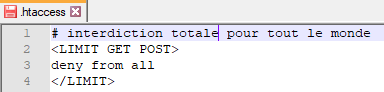 .htaccess
1 # interdiction totale pour tout le monde
2 <LIMIT GET POST>
3 deny from all
4 </LIMIT>